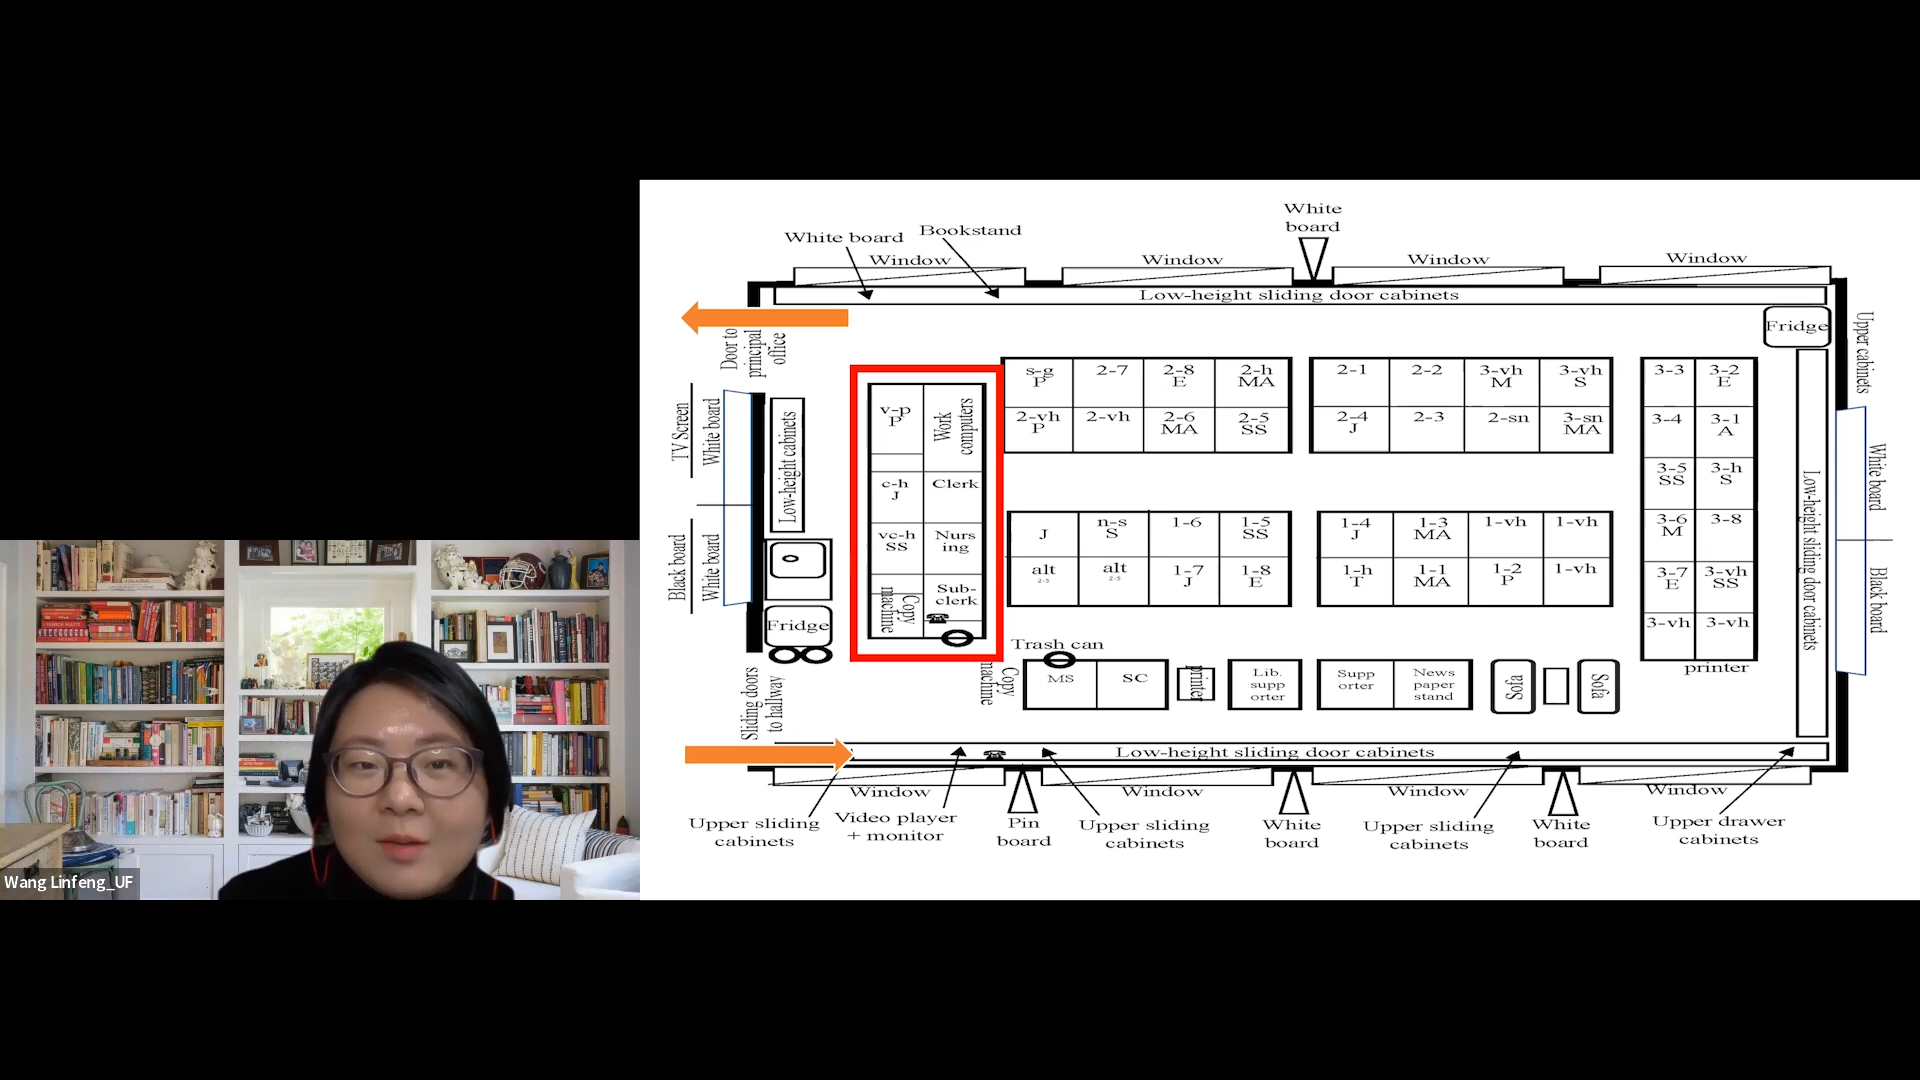 White
board
White board
Bookstand
Window
Window
Window
Window
Low-height sliding door cabinets
Door to
principal
office
Fridge
Upper cabinets
TV Screen
White board
Low-height cabinets
Black board
White board
Fridge
Sliding doors
to hallway
v-p
P
Work
computers
c-h
J
Clerk
vc-h
SS
Nurs
ing
Copy
machine
Sub-
clerk
s-g
P
2-7
2-8
E
2-h
MA
2-vh
P
2-vh
2-6
MA
2-5
SS
2-1
2-2
3-vh
M
3-vh
S
2-4
J
2-3
2-sn
3-sn
MA
3-3
3-2
E
3-4
3-1
A
3-5
SS
3-h
S
3-6
M
3-8
3-7
E
3-vh
SS
3-vh
3-vh
printer
J
n-s
S
1-6
1-5
SS
alt
2-5
alt
2-5
1-7
J
1-8
E
1-4
J
1-3
MA
1-vh
1-vh
1-h
T
1-1
MA
1-2
P
1-vh
Low-height sliding door cabinets
White board
Black board
Trash can
Copy
machine
MS
SC
printer
Lib.
supp
orter
Supp
orter
News
paper
stand
Sofa
Sofa
Low-height sliding door cabinets
Window
Window
Window
Window
Upper sliding
cabinets
Video player
+ monitor
Pin
board
Upper sliding
cabinets
White
board
Upper sliding
cabinets
White
board
Upper drawer
cabinets
Wang Linfeng_UF